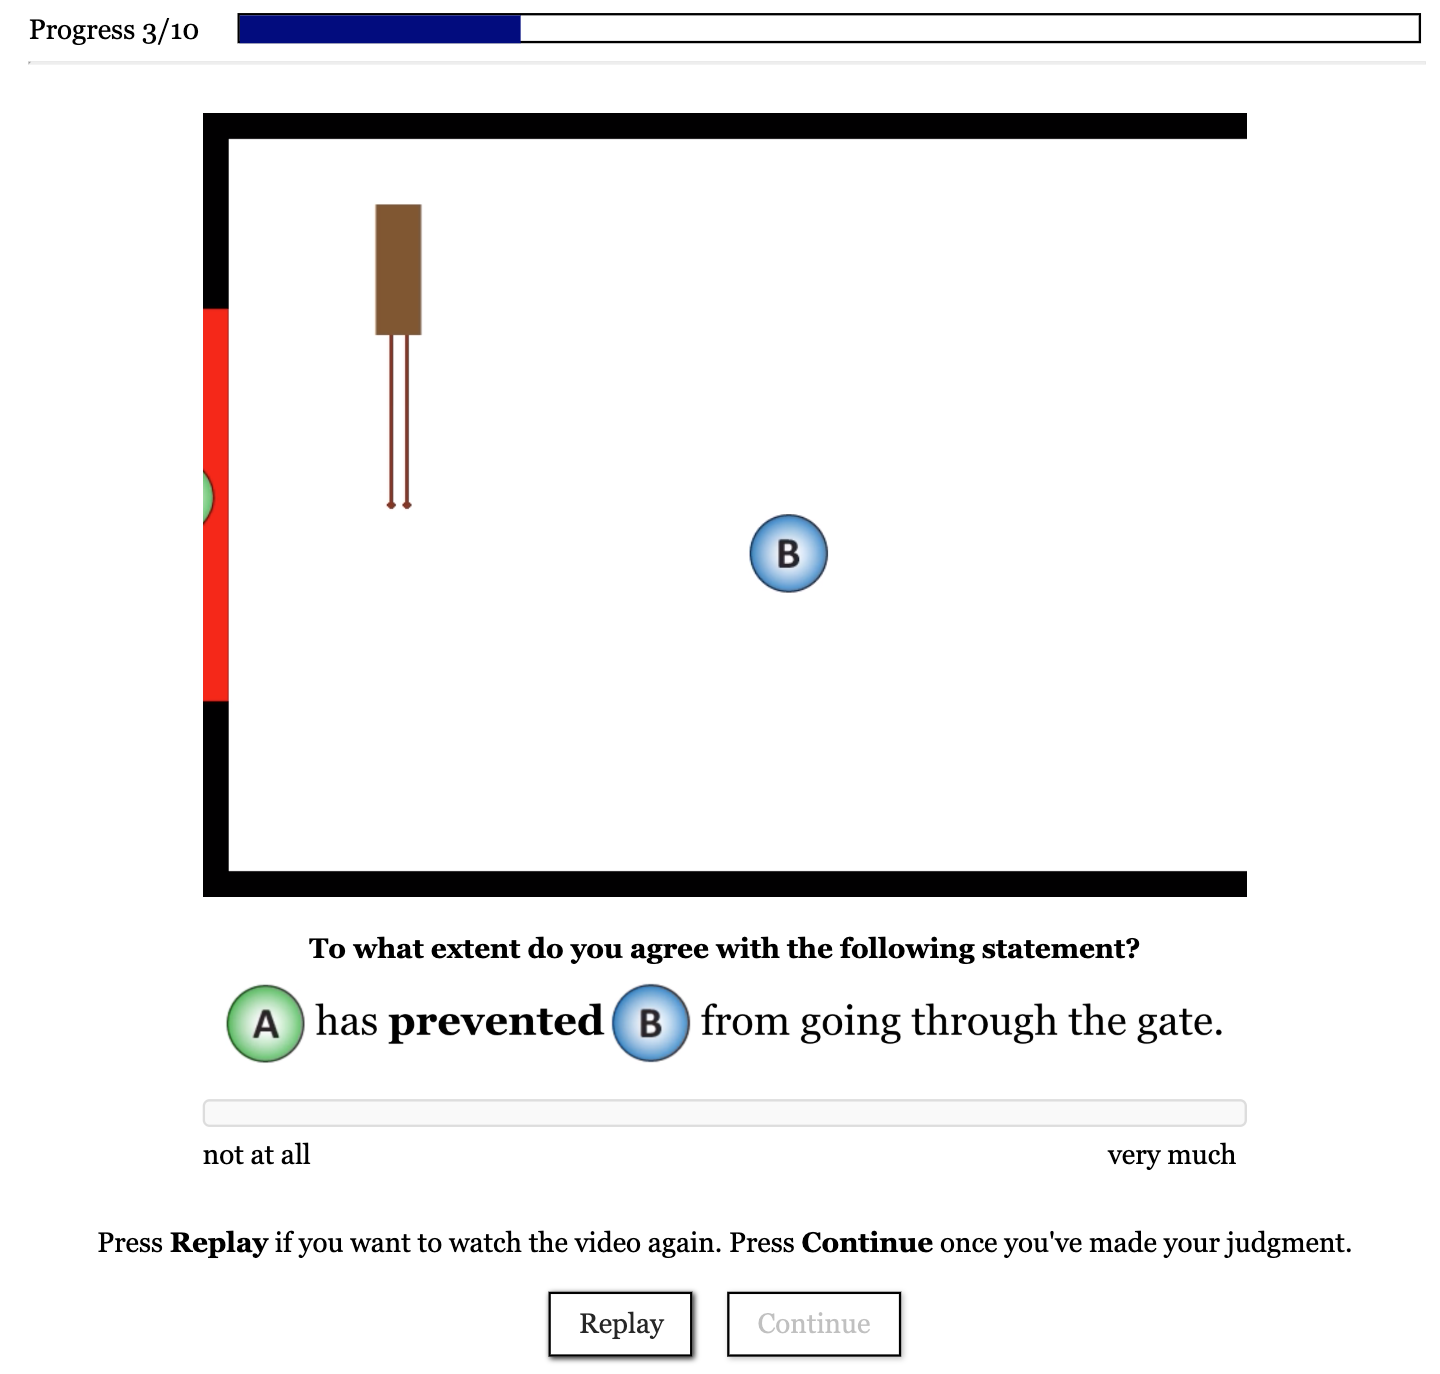 Progress 3/10
B
To what extent do you agree with the following statement?
A has prevented B from going through the gate.
not at all very much
Press Replay if you want to watch the video again. Press Continue once you've made your judgment.
Replay Continue